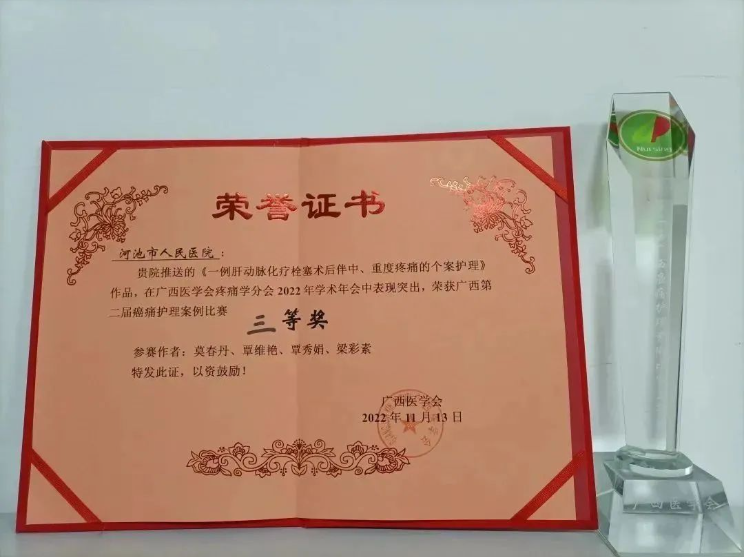 荣誉证书
河池市人民医院：
贵院推送的《一例肝动脉化疗栓塞术后伴中、重度疼痛的个案护理》
作品，在广西医学会疼痛学分会2022年学术年会中表现突出，荣获广西第
二届癌痛护理案例比赛
三等奖
参赛作者：莫春丹、覃维艳、覃秀娟、梁彩素
特发此证，以资鼓励！
广西医学会
2022年11月13日
广西医学会